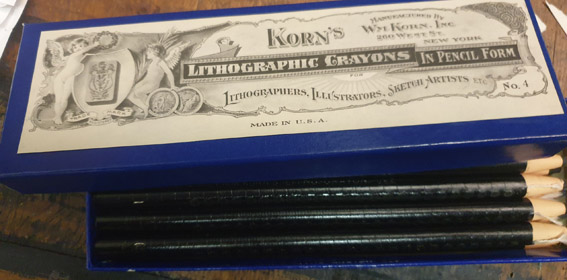 KORN'S
MANUFACTURED BY
WM KORN, INC.
260 WEST ST.
NEW YORK
LITHOGRAPHIC CRAYONS IN PENCIL FORM
FOR
LITHOGRAPHERS, ILLUSTRATORS, SKETCH ARTISTS ETC.
No. 4
MADE IN U.S.A.